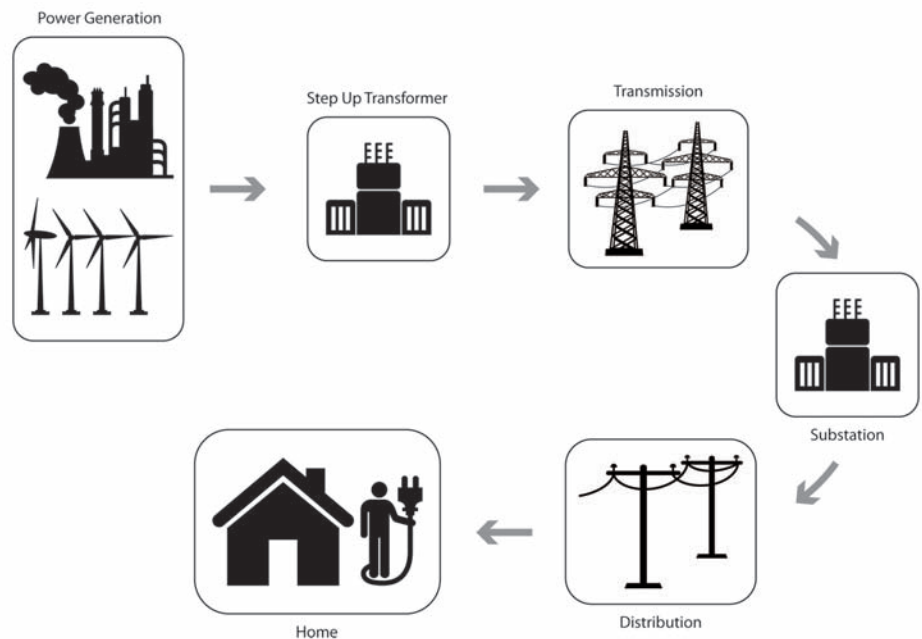 Power Generation
Step Up Transformer
Transmission
Substation
Distribution
Home